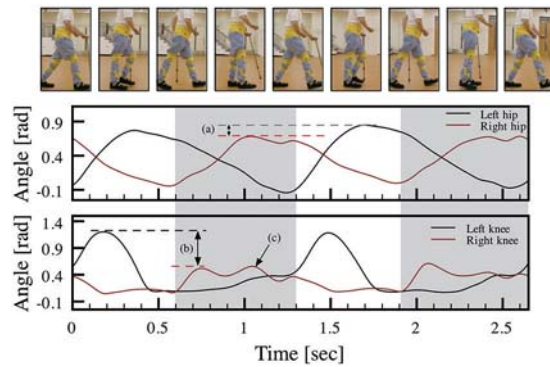 Angle [rad]
0.9
0.4
-0.1
(a)
Left hip
Right hip
Angle [rad]
1.4
0.9
0.4
-0.1
(b)
(c)
Left knee
Right knee
0 0.5 1 1.5 2 2.5
Time [sec]